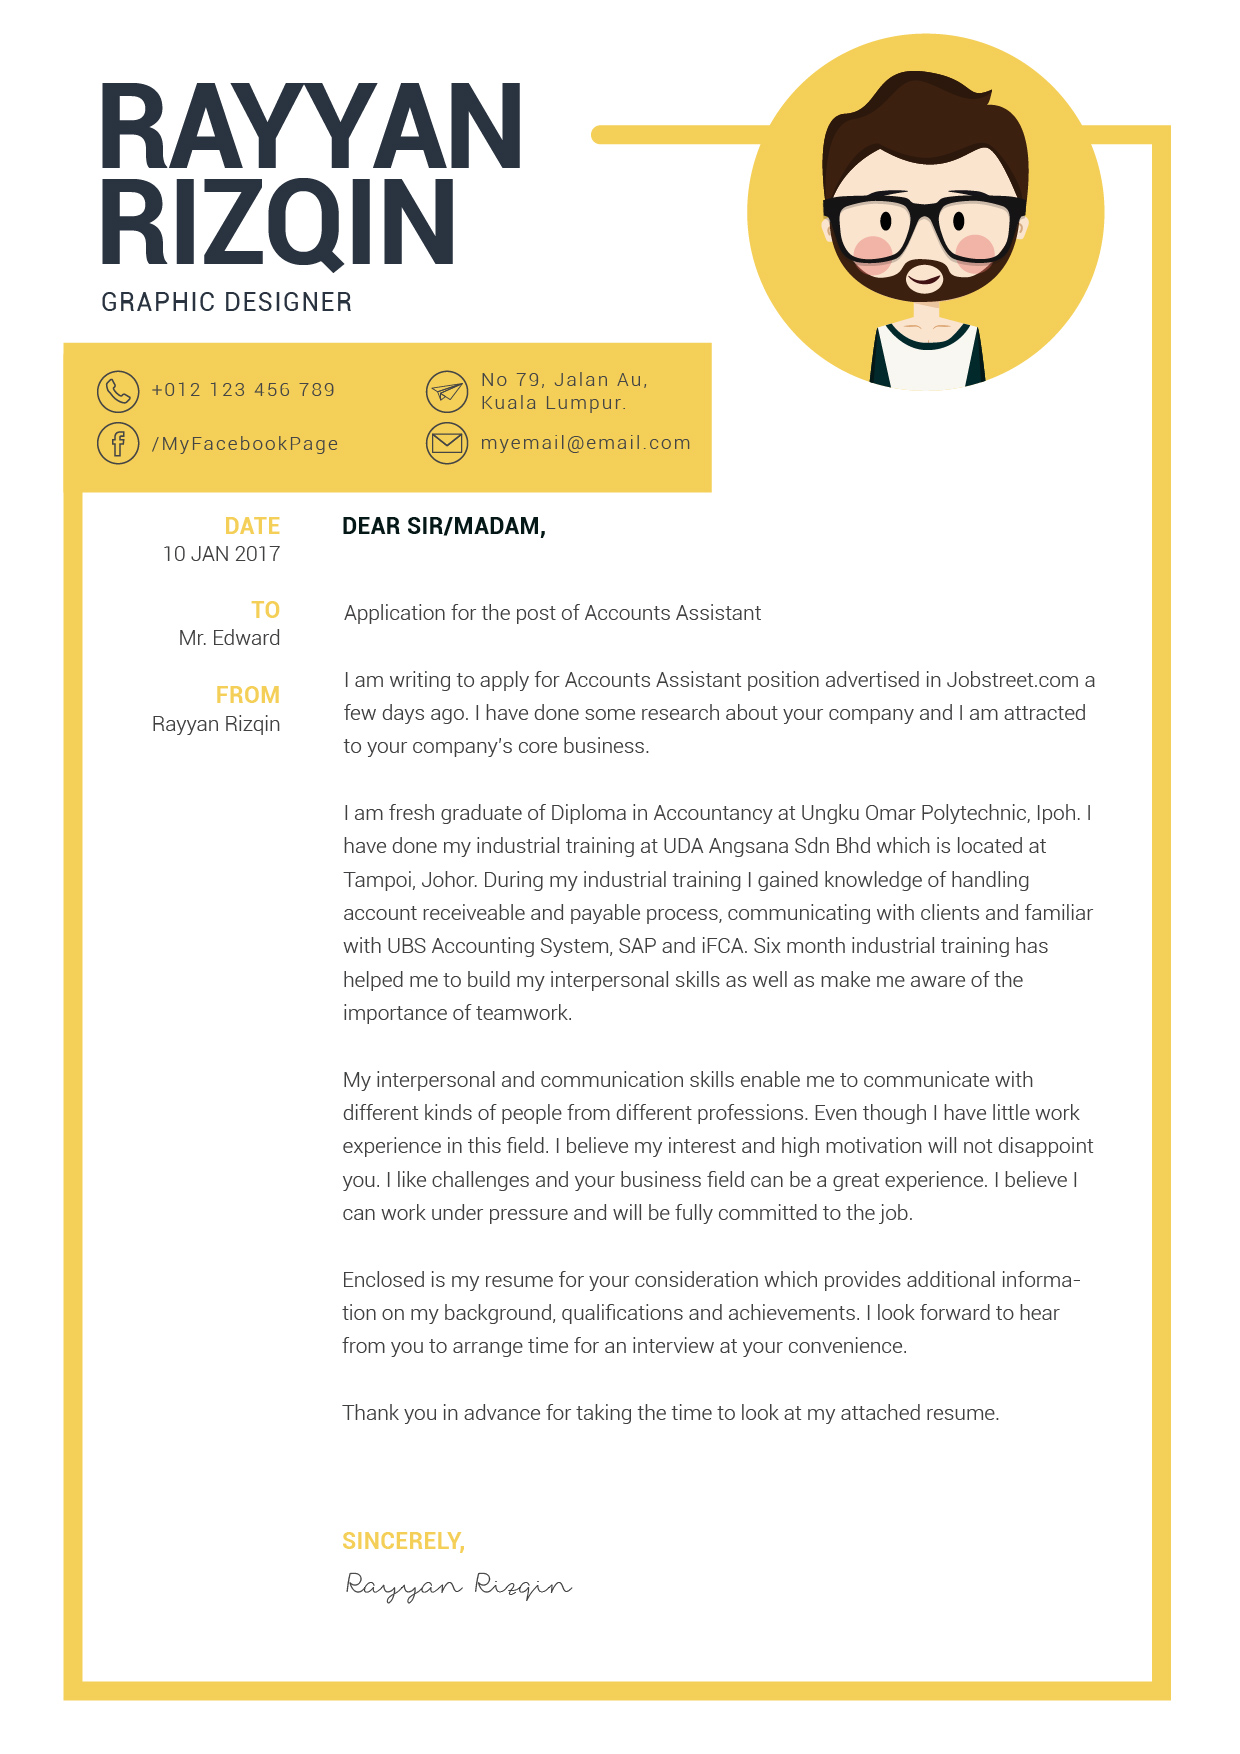 RAYYAN
RIZQIN
GRAPHIC DESIGNER
+012 123 456 789
/MyFacebookPage
No 79, Jalan Au,
Kuala Lumpur.
myemail@email.com
DATE
10 JAN 2017
TO
Mr. Edward
FROM
Rayyan Rizqin
DEAR SIR/MADAM,
Application for the post of Accounts Assistant
I am writing to apply for Accounts Assistant position advertised in Jobstreet.com a
few days ago. I have done some research about your company and I am attracted
to your company's core business.
I am fresh graduate of Diploma in Accountancy at Ungku Omar Polytechnic, Ipoh. I
have done my industrial training at UDA Angsana Sdn Bhd which is located at
Tampoi, Johor. During my industrial training I gained knowledge of handling
account receiveable and payable process, communicating with clients and familiar
with UBS Accounting System, SAP and iFCA. Six month industrial training has
helped me to build my interpersonal skills as well as make me aware of the
importance of teamwork.
My interpersonal and communication skills enable me to communicate with
different kinds of people from different professions. Even though I have little work
experience in this field. I believe my interest and high motivation will not disappoint
you. I like challenges and your business field can be a great experience. I believe I
can work under pressure and will be fully committed to the job.
Enclosed is my resume for your consideration which provides additional informa-
tion on my background, qualifications and achievements. I look forward to hear
from you to arrange time for an interview at your convenience.
Thank you in advance for taking the time to look at my attached resume.
SINCERELY,
Rayyan Rizqin